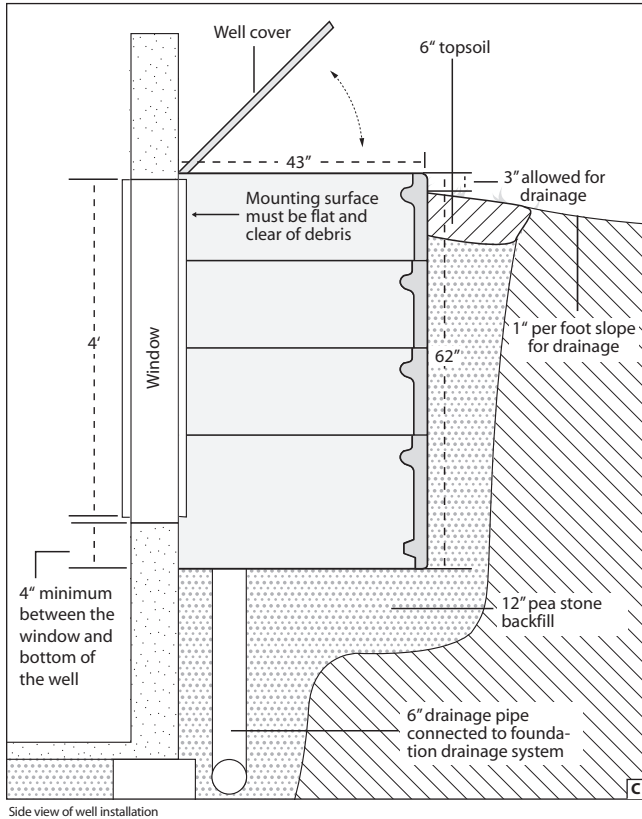 Well cover
6“ topsoil
43”
3” allowed for
drainage
Mounting surface
must be flat and
clear of debris
4‘
Window
62”
1“ per foot slope
for drainage
4“ minimum
between the
window and
bottom of
the well
12” pea stone
backfill
6” drainage pipe
connected to founda-
tion drainage system
C
Side view of well installation